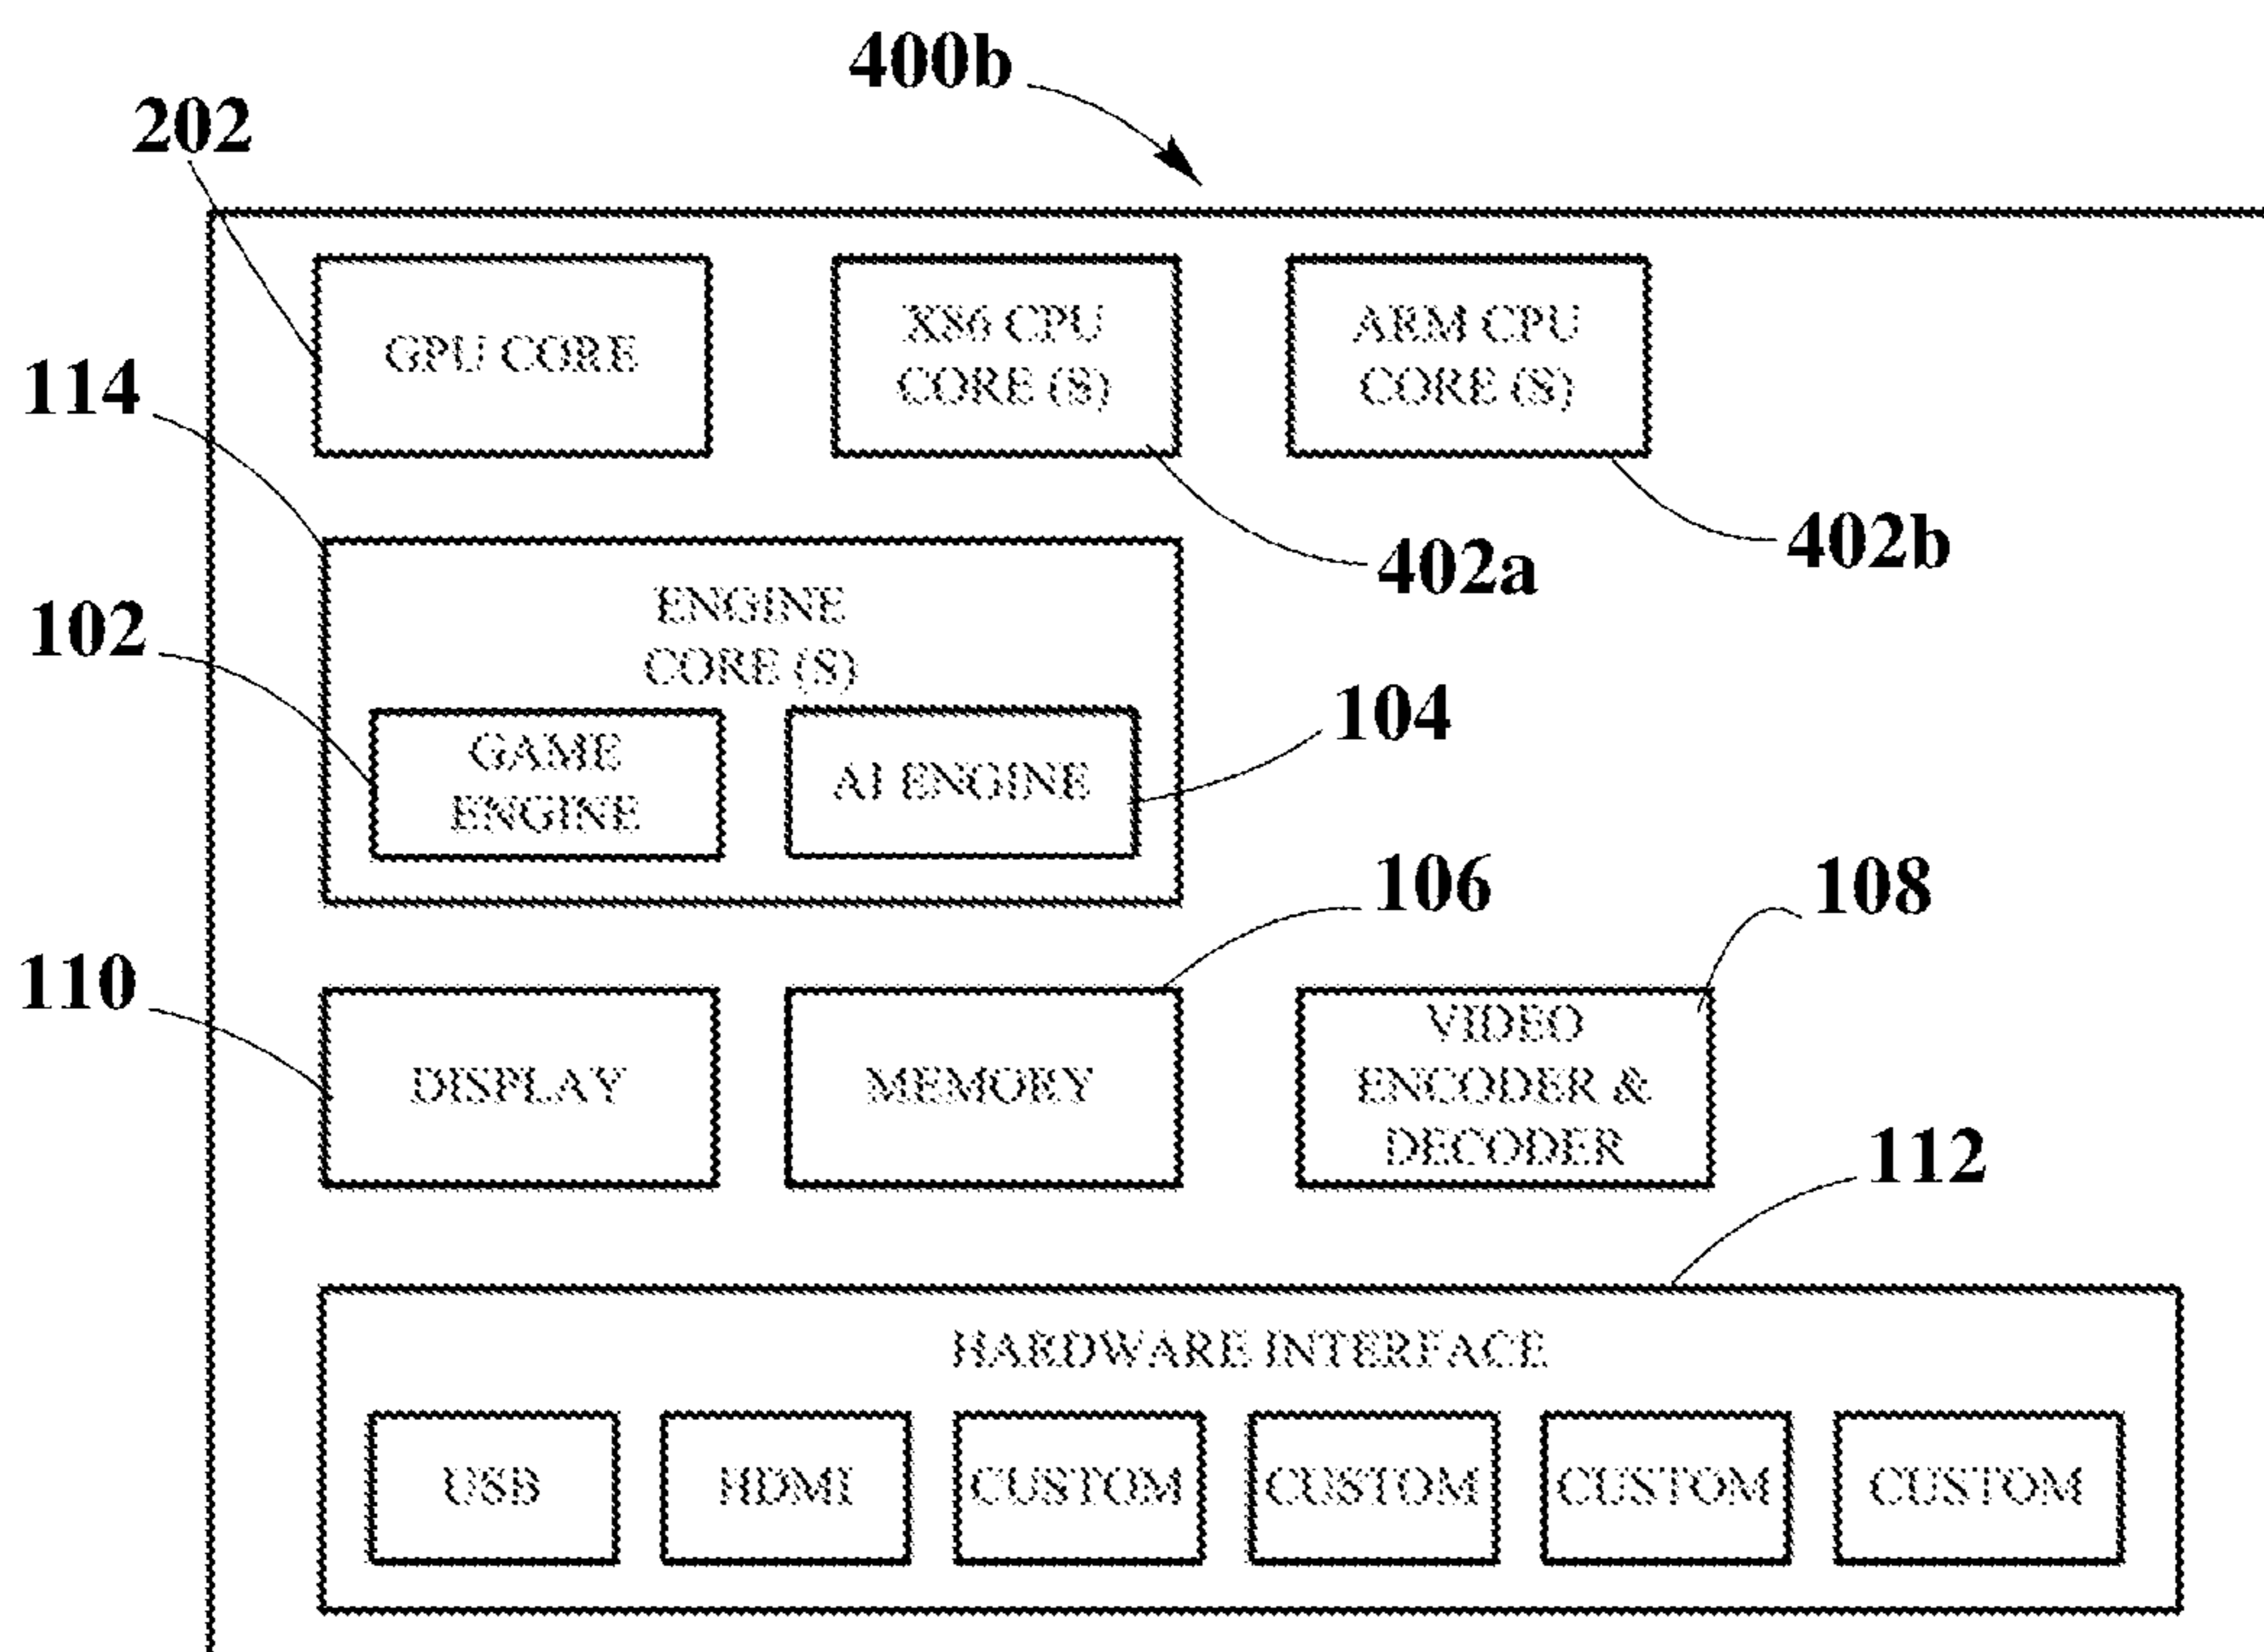 400b
202
GPU CORE
X86 CPU
CORE (S)
ARM CPU
CORE (S)
114
402a
402b
ENGINE
CORE (S)
102
GAME
ENGINE
AI ENGINE
104
106
108
110
DISPLAY
MEMORY
VIDEO
ENCODER &
DECODER
112
HARDWARE INTERFACE
USB
HDMI
CUSTOM
CUSTOM
CUSTOM
CUSTOM